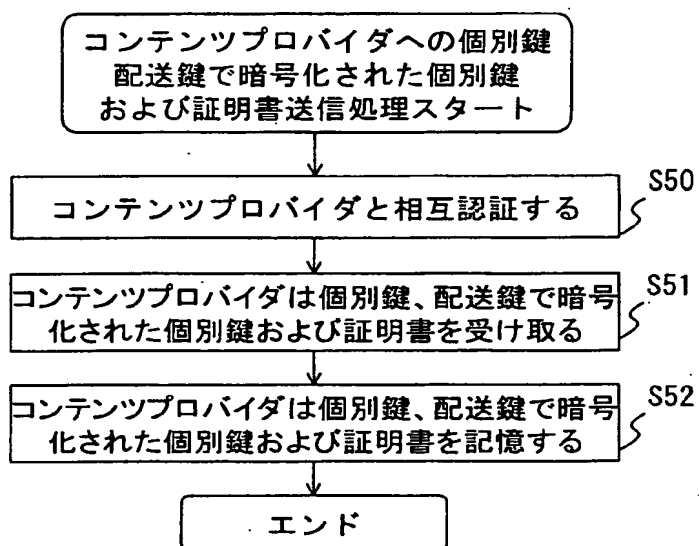 コンテンツプロバイダへの個別鍵
配送鍵で暗号化された個別鍵
および証明書送信処理スタート
S50
コンテンツプロバイダと相互認証する
S51
コンテンツプロバイダは個別鍵、配送鍵で暗号
化された個別鍵および証明書を受け取る
S52
コンテンツプロバイダは個別鍵、配送鍵で暗号
化された個別鍵および証明書を記憶する
エンド